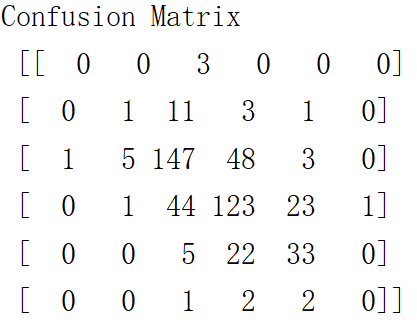 Confusion Matrix
[[ 0 0 3 0 0 0]
[ 0 1 11 3 1 0]
[ 1 5 147 48 3 0]
[ 0 1 44 123 23 1]
[ 0 0 5 22 33 0]
[ 0 0 1 2 2 0]]